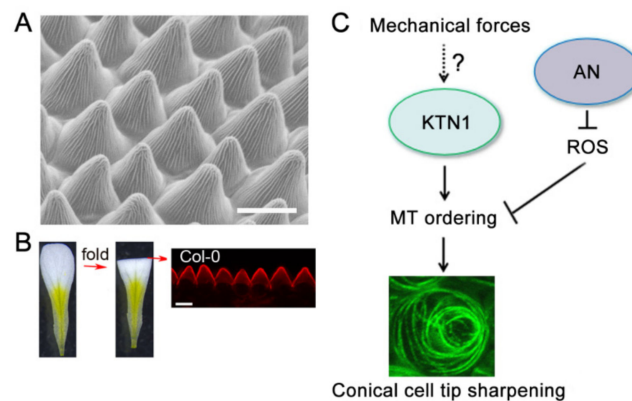 A
B
fold
Col-0
C
Mechanical forces
?
KTN1
AN
ROS
MT ordering
Conical cell tip sharpening